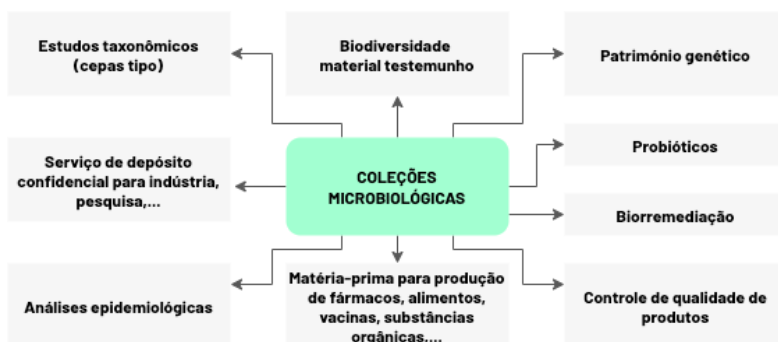 Estudos taxonômicos
(cepas tipo)
Biodiversidade
material testemunho
Património genético
Serviço de depósito
confidencial para indústria,
pesquisa,...
COLEÇÕES
MICROBIOLÓGICAS
Probióticos
Biorremediação
Análises epidemiológicas
Matéria-prima para produção
de fármacos, alimentos,
vacinas, substâncias
orgânicas,...
Controle de qualidade de
produtos